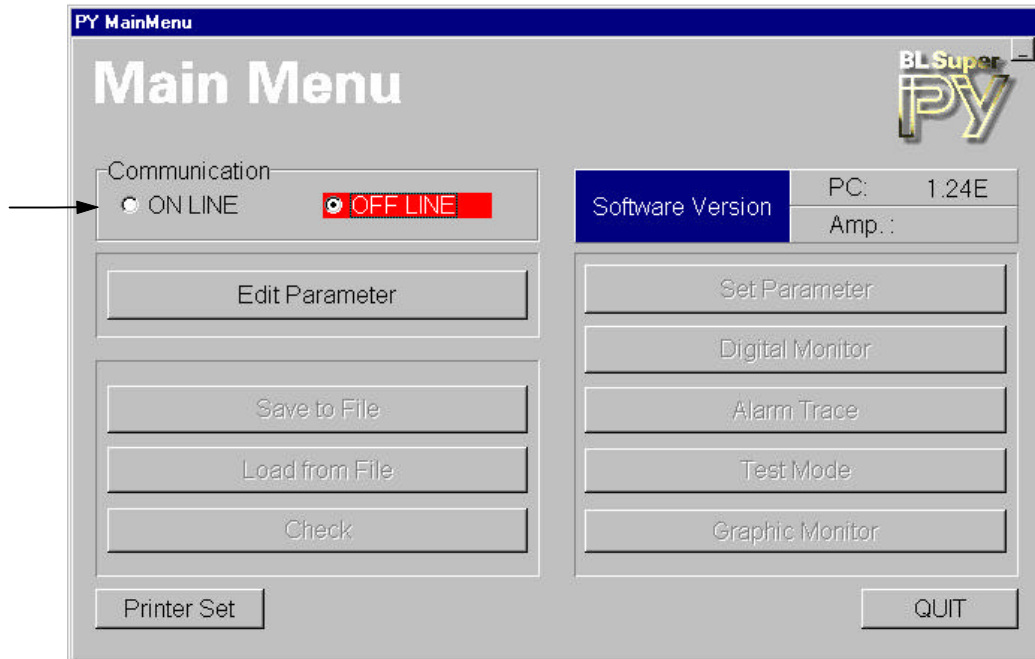 PY MainMenu
Main Menu
BL Super
PY
Communication
ON LINE
OFF LINE
Software Version
PC: 1.24E
Amp. :
Edit Parameter
Save to File
Load from File
Check
Set Parameter
Digital Monitor
Alarm Trace
Test Mode
Graphic Monitor
Printer Set
QUIT